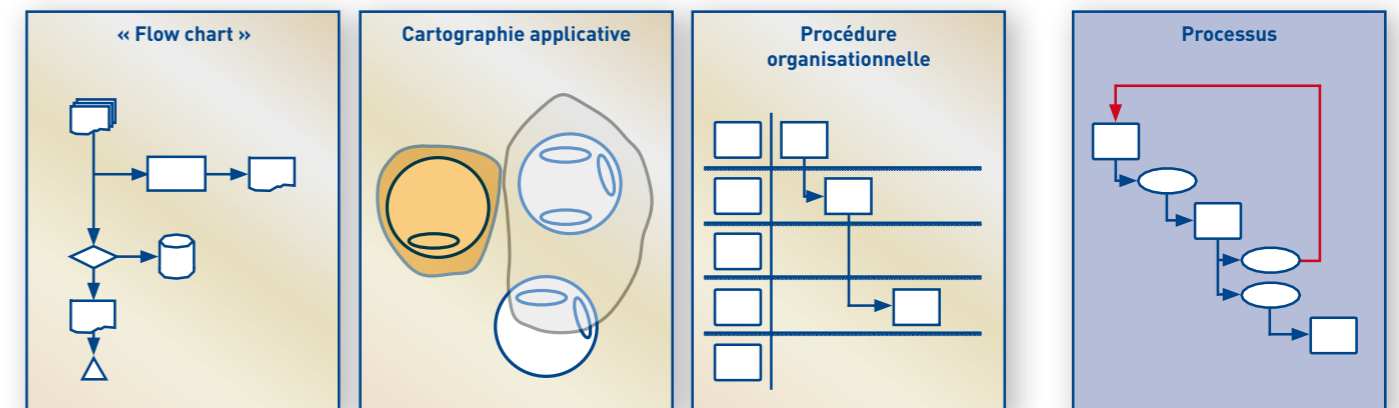 « Flow chart »
Cartographie applicative
Procédure
organisationnelle
Processus